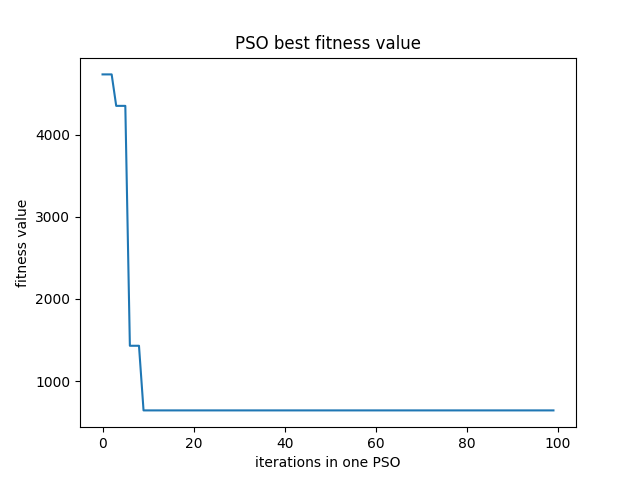 PSO best fitness value
fitness value
4000
3000
2000
1000
0 20 40 60 80 100
iterations in one PSO